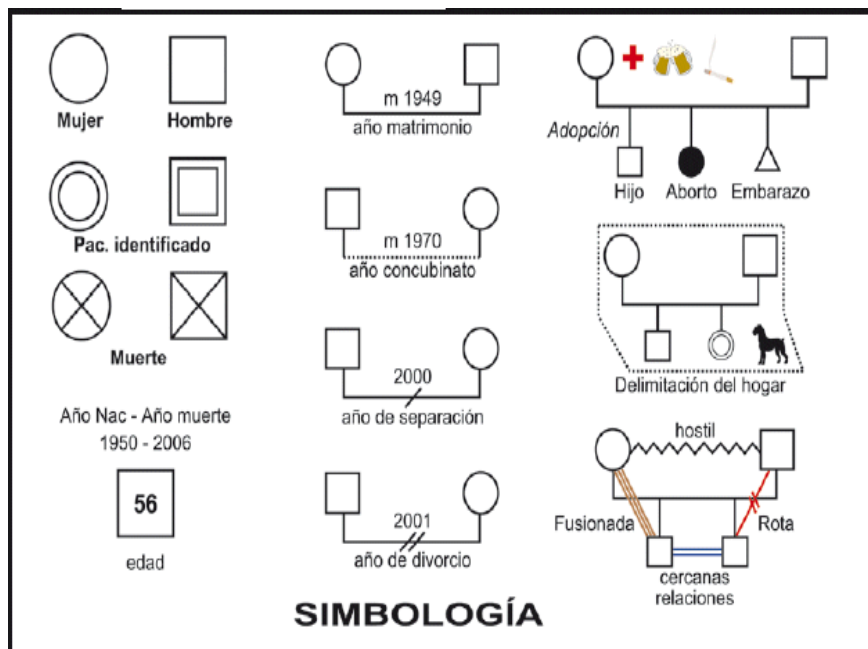 Mujer
Hombre
Pac. identificado
Muerte
Año Nac - Año muerte
1950 - 2006
56
edad
m 1949
año matrimonio
m 1970
año concubinato
2000
año de separación
2001
año de divorcio
Adopción
Hijo
Aborto
Embarazo
Delimitación del hogar
hostil
Fusionada
Rota
cercanas
relaciones
SIMBOLOGÍA